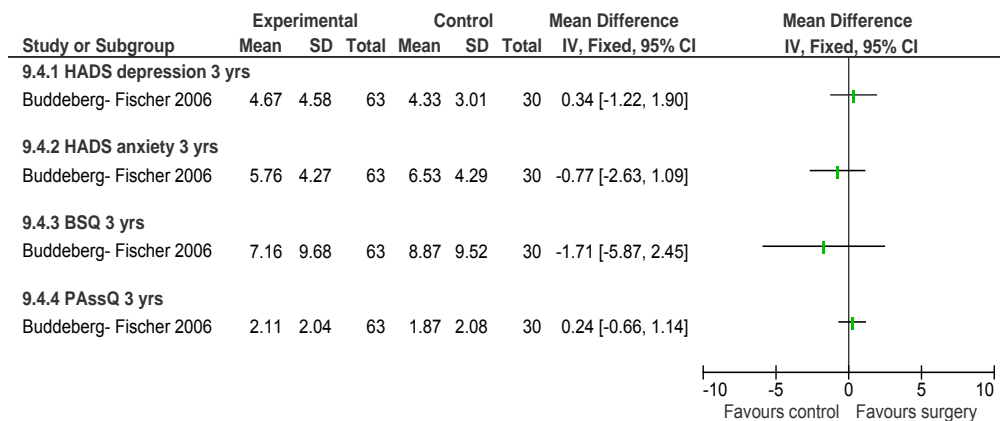 Experimental Control Mean Difference Mean Difference
Study or Subgroup Mean SD Total Mean SD Total IV, Fixed, 95% CI IV, Fixed, 95% CI
9.4.1 HADS depression 3 yrs
Buddeberg- Fischer 2006 4.67 4.58 63 4.33 3.01 30 0.34 [-1.22, 1.90]
9.4.2 HADS anxiety 3 yrs
Buddeberg- Fischer 2006 5.76 4.27 63 6.53 4.29 30 -0.77 [-2.63, 1.09]
9.4.3 BSQ 3 yrs
Buddeberg- Fischer 2006 7.16 9.68 63 8.87 9.52 30 -1.71 [-5.87, 2.45]
9.4.4 PAssQ 3 yrs
Buddeberg- Fischer 2006 2.11 2.04 63 1.87 2.08 30 0.24 [-0.66, 1.14]
-10 -5 0 5 10
Favours control Favours surgery